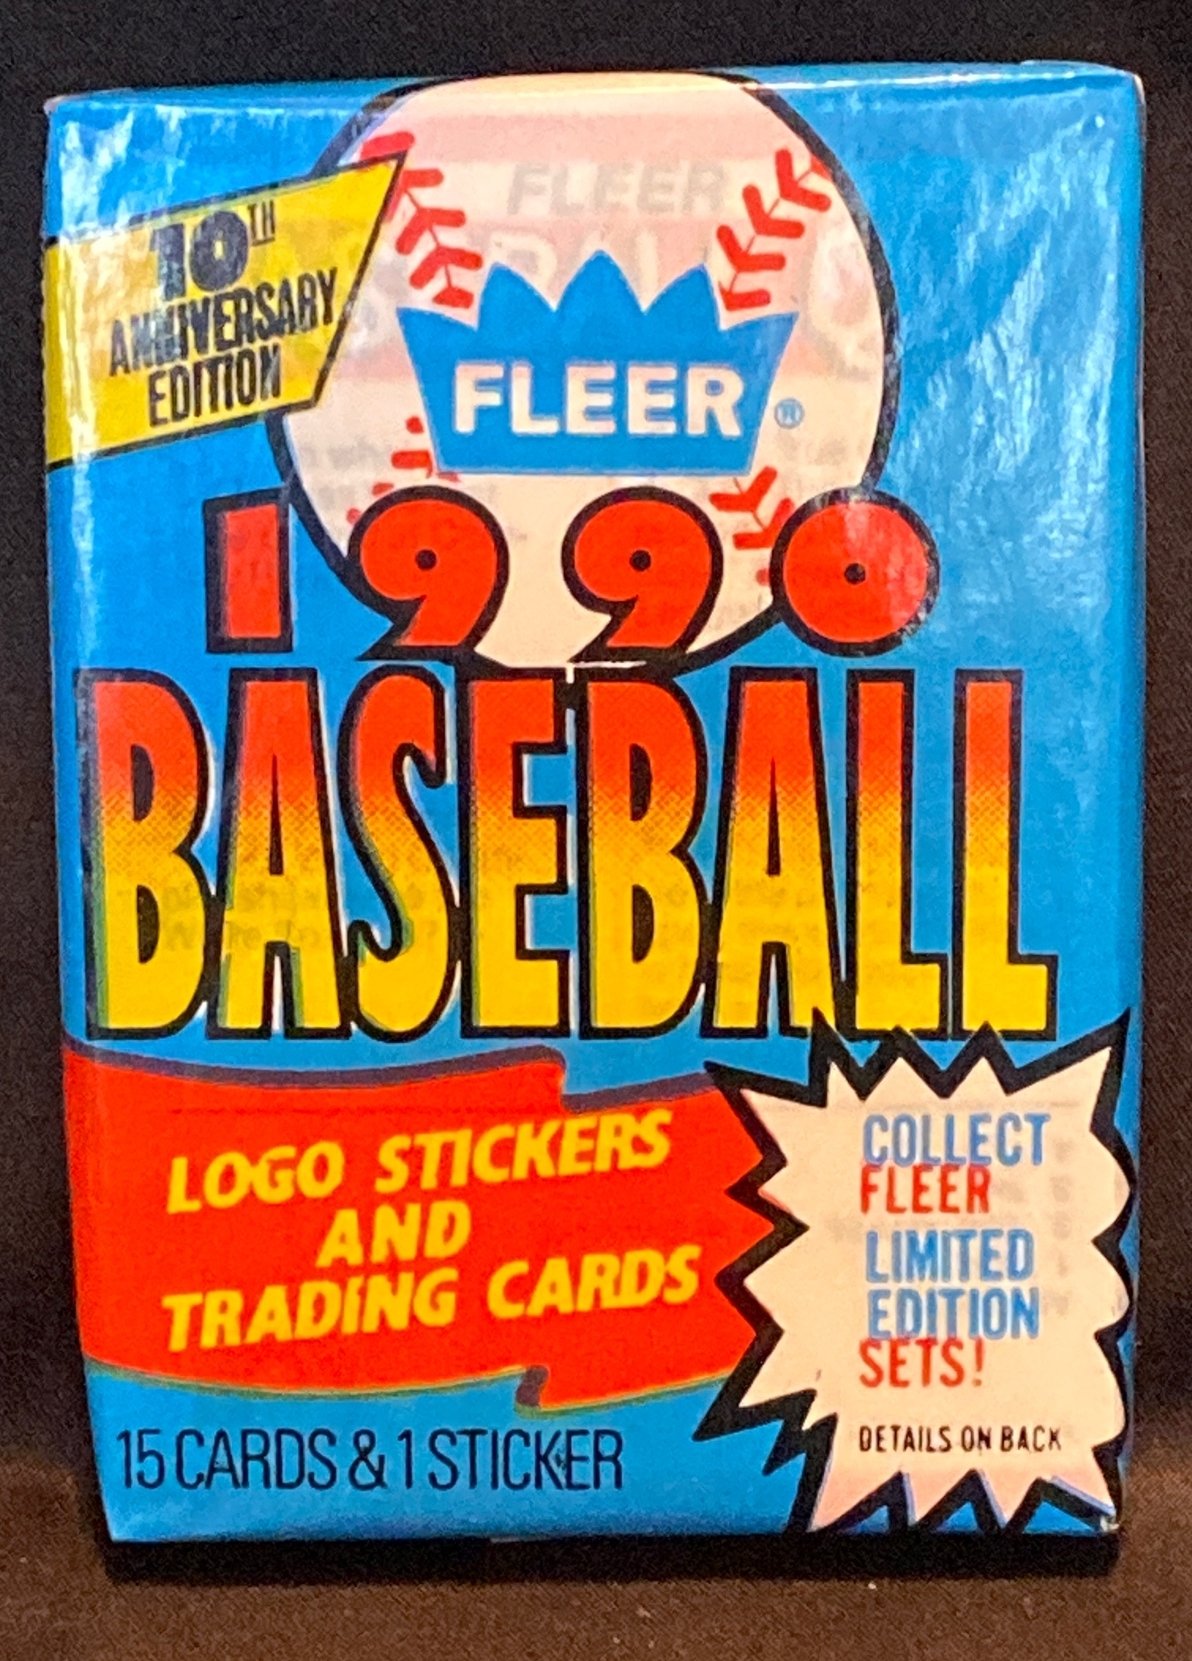 10TH
ANNIVERSARY
EDITION
FLEER
FLEER®
1990
BASEBALL
LOGO STICKERS
AND
TRADING CARDS
COLLECT
FLEER
LIMITED
EDITION
SETS!
DETAILS ON BACK
15 CARDS & 1 STICKER